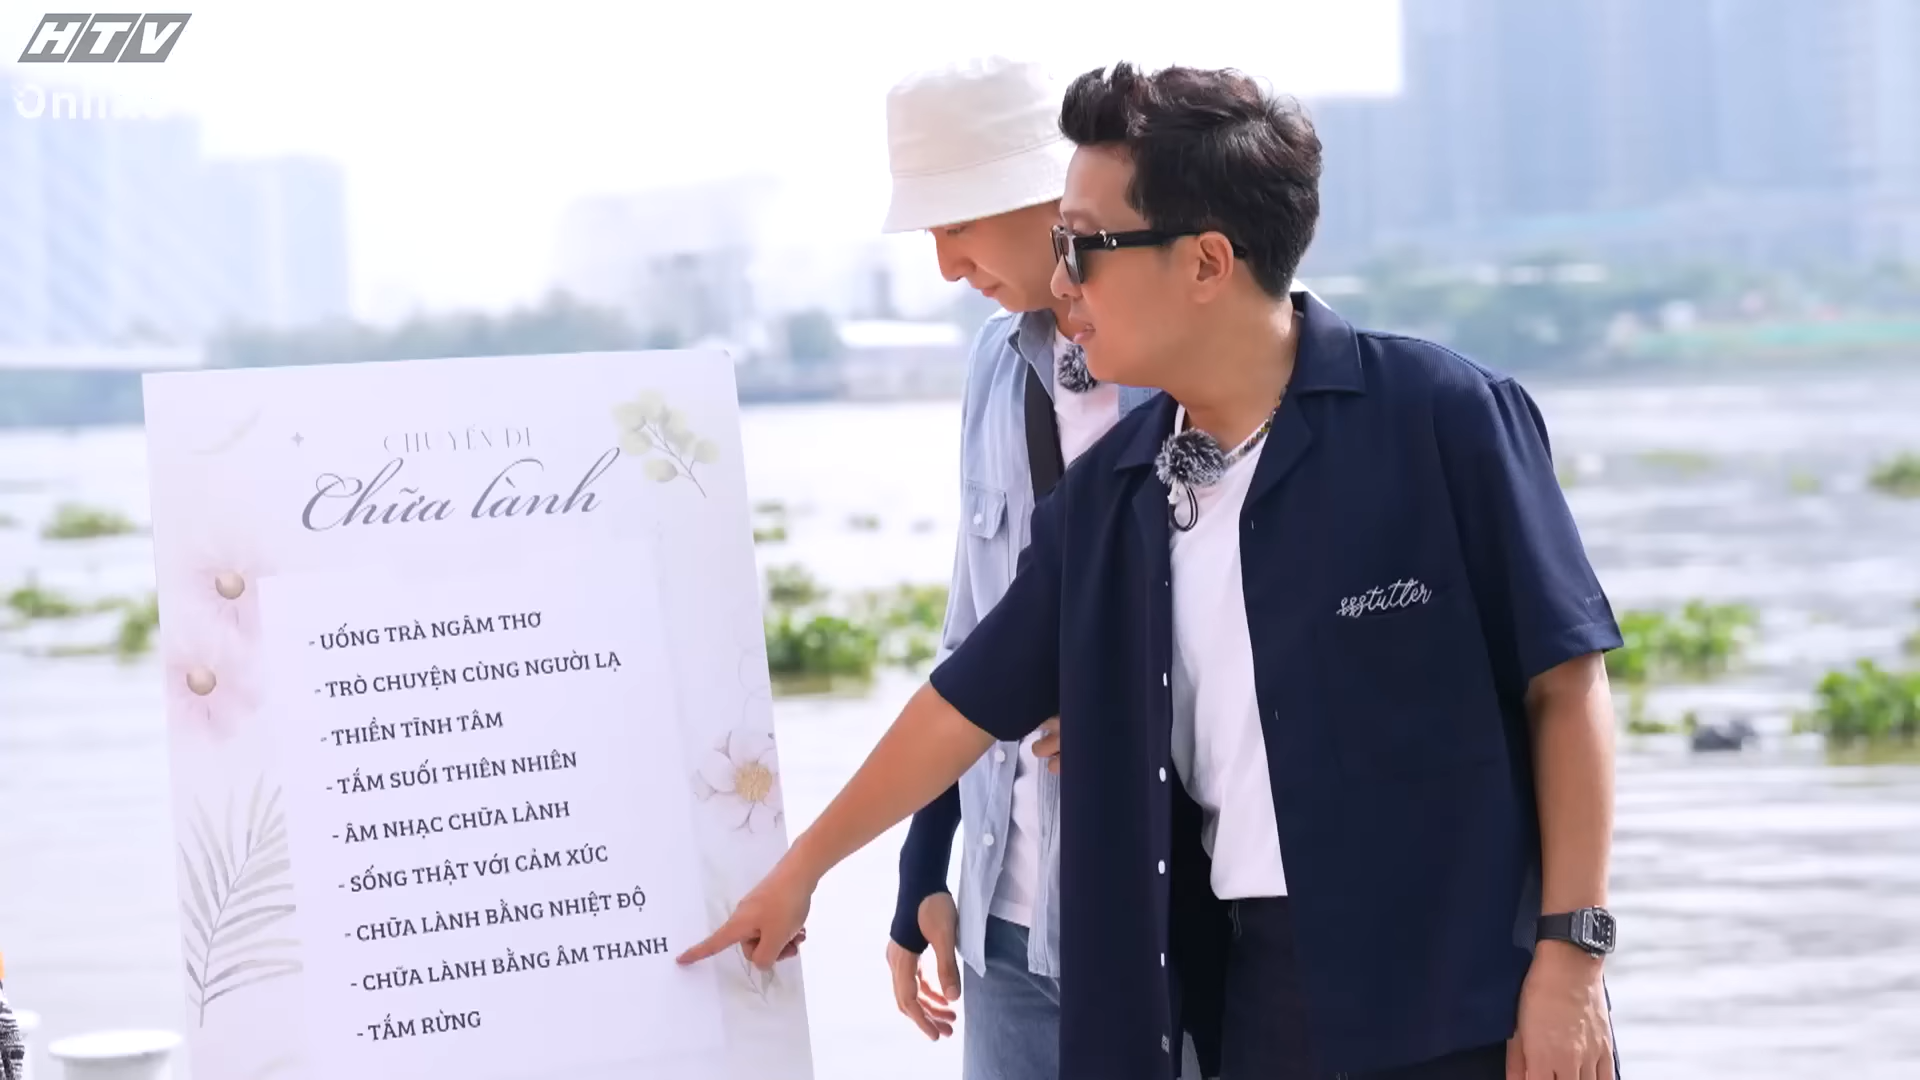 HTV
Online
CHUYẾN ĐI
Chữa lành
- UỐNG TRÀ NGÂM THƠ
- TRÒ CHUYỆN CÙNG NGƯỜI LẠ
- THIỀN TĨNH TÂM
- TẮM SUỐI THIÊN NHIÊN
- ÂM NHẠC CHỮA LÀNH
- SỐNG THẬT VỚI CẢM XÚC
- CHỮA LÀNH BẰNG NHIỆT ĐỘ
- CHỮA LÀNH BẰNG ÂM THANH
- TẮM RỪNG